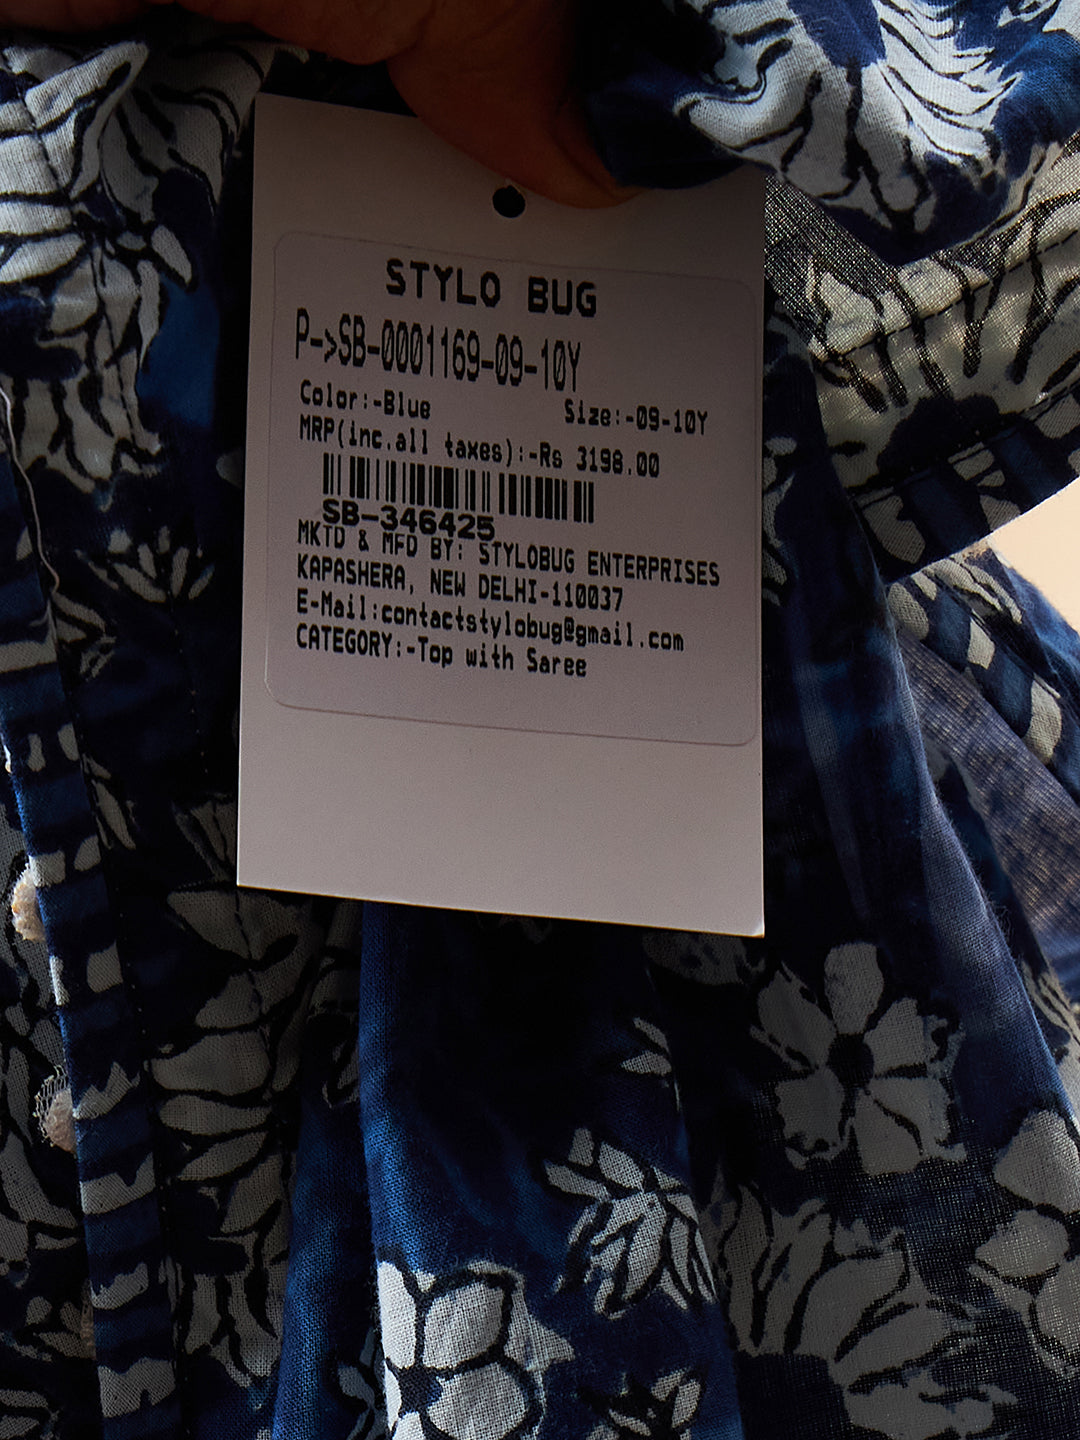 STYLO BUG
P->SB-0001169-09-10Y
Color:-Blue Size:-09-10Y
MRP(inc.all taxes):-Rs 3198.00
SB-346425
MKTD & MFD BY: STYLOBUG ENTERPRISES
KAPASHERA, NEW DELHI-110037
E-Mail:contactstylobug@gmail.com
CATEGORY:-Top with Saree